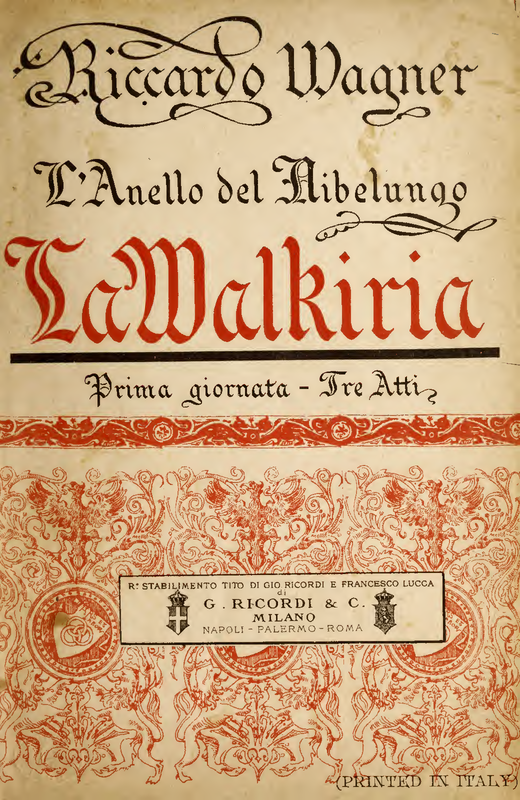 Riccardo Wagner
L'Anello del Nibelungo
La Walkiria
Prima giornata - Tre Atti
R.º STABILIMENTO TITO DI GIO RICORDI E FRANCESCO LUCCA
di
G. RICORDI & C.
MILANO
NAPOLI - PALERMO - ROMA
(PRINTED IN ITALY)